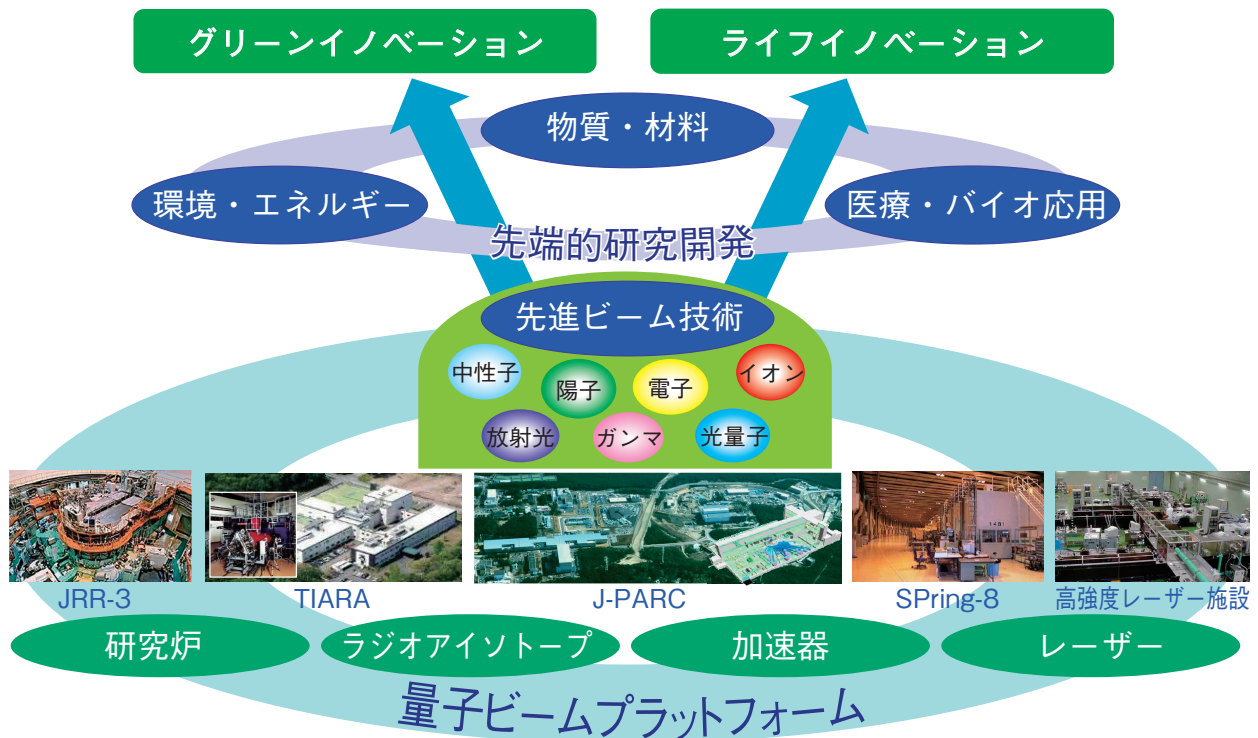 グリーンイノベーション
ライフイノベーション
物質・材料
環境・エネルギー
医療・バイオ応用
先端的研究開発
先進ビーム技術
中性子
陽子
電子
イオン
放射光
ガンマ
光量子
JRR-3
TIARA
J-PARC
SPring-8
高強度レーザー施設
研究炉
ラジオアイソトープ
加速器
レーザー
量子ビームプラットフォーム